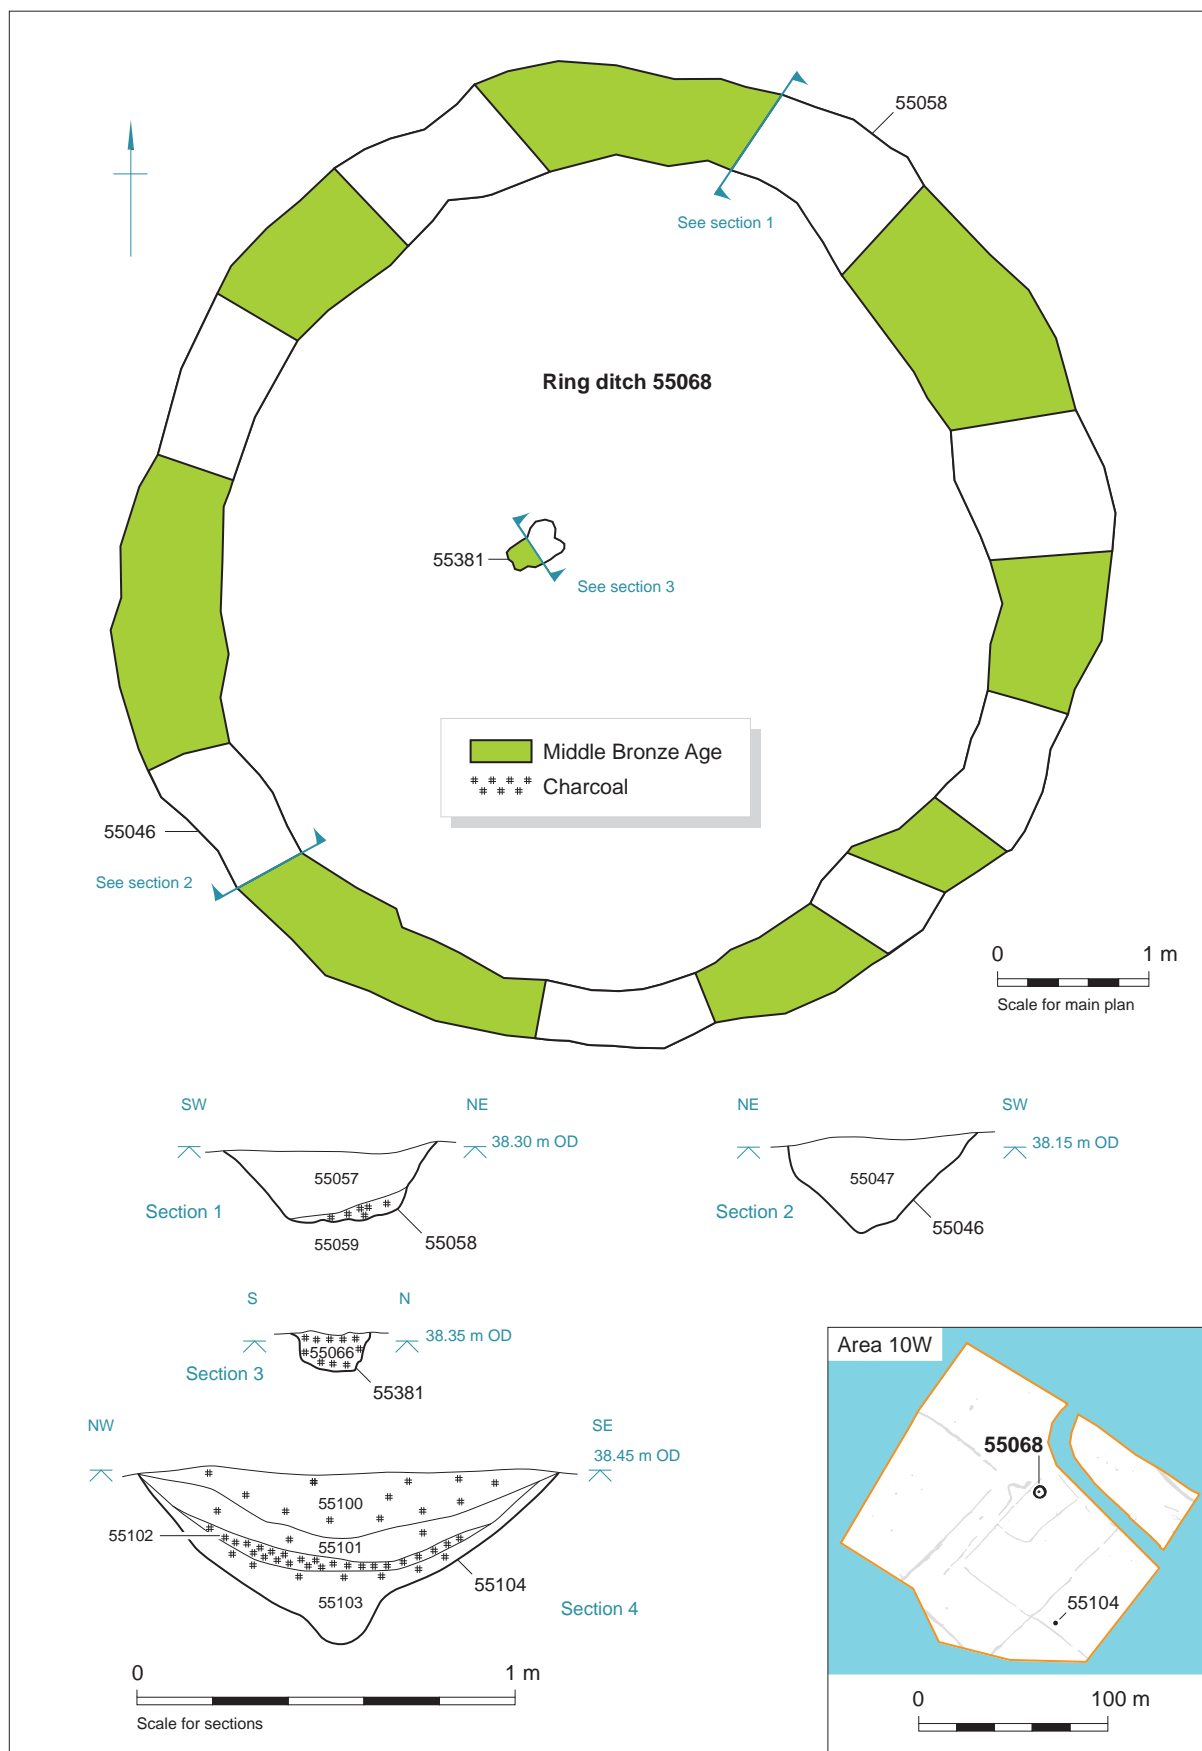 55058
See section 1
Ring ditch 55068
55381
See section 3
Middle Bronze Age
Charcoal
55046
See section 2
0 1 m
Scale for main plan
SW NE
38.30 m OD
55057
Section 1
55059
55058
NE SW
38.15 m OD
55047
Section 2
55046
S N
38.35 m OD
55066
Section 3
55381
NW SE
38.45 m OD
55100
55102
55101
55104
55103
Section 4
0 1 m
Scale for sections
Area 10W
55068
55104
0 100 m